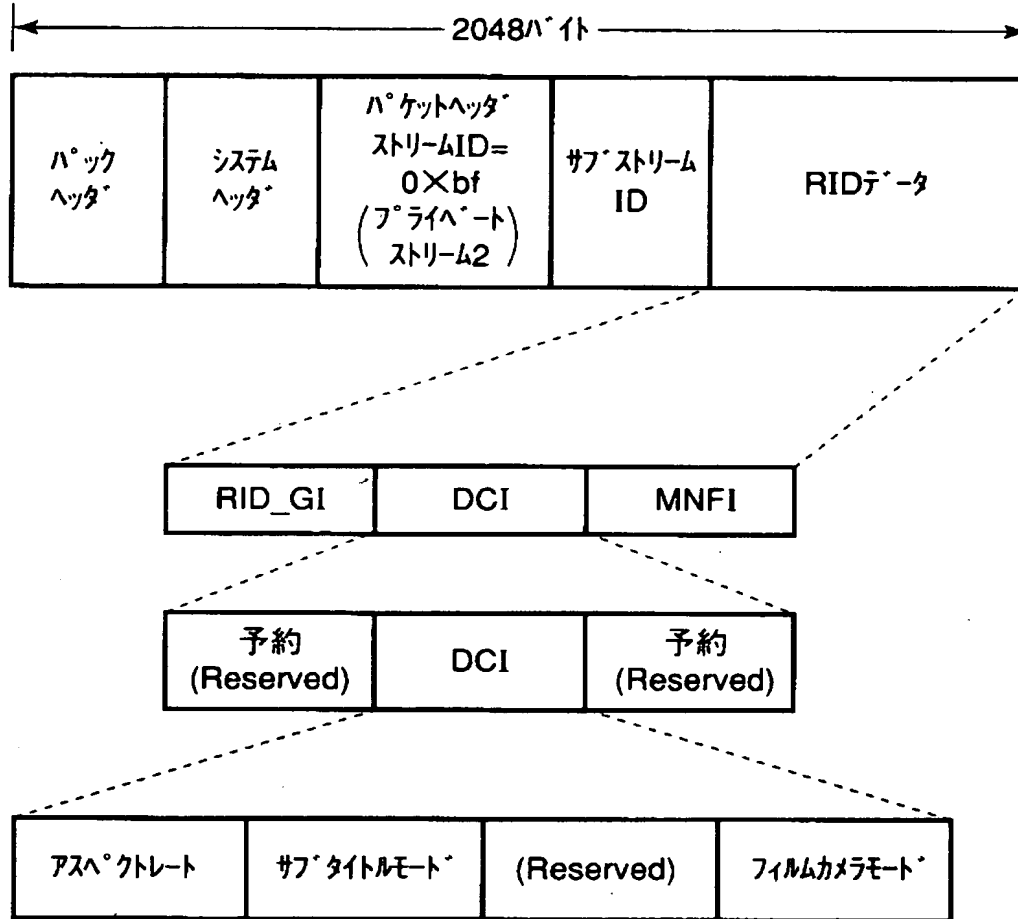 2048バイト
パック
ヘッダ
システム
ヘッダ
パケットヘッダ
ストリームID=
0×bf
(プライベート
ストリーム2)
サブストリーム
ID
RIDデータ
RID_GI
DCI
MNFI
予約
(Reserved)
DCI
予約
(Reserved)
アスペクトレート
サブタイトルモード
(Reserved)
フィルムカメラモード